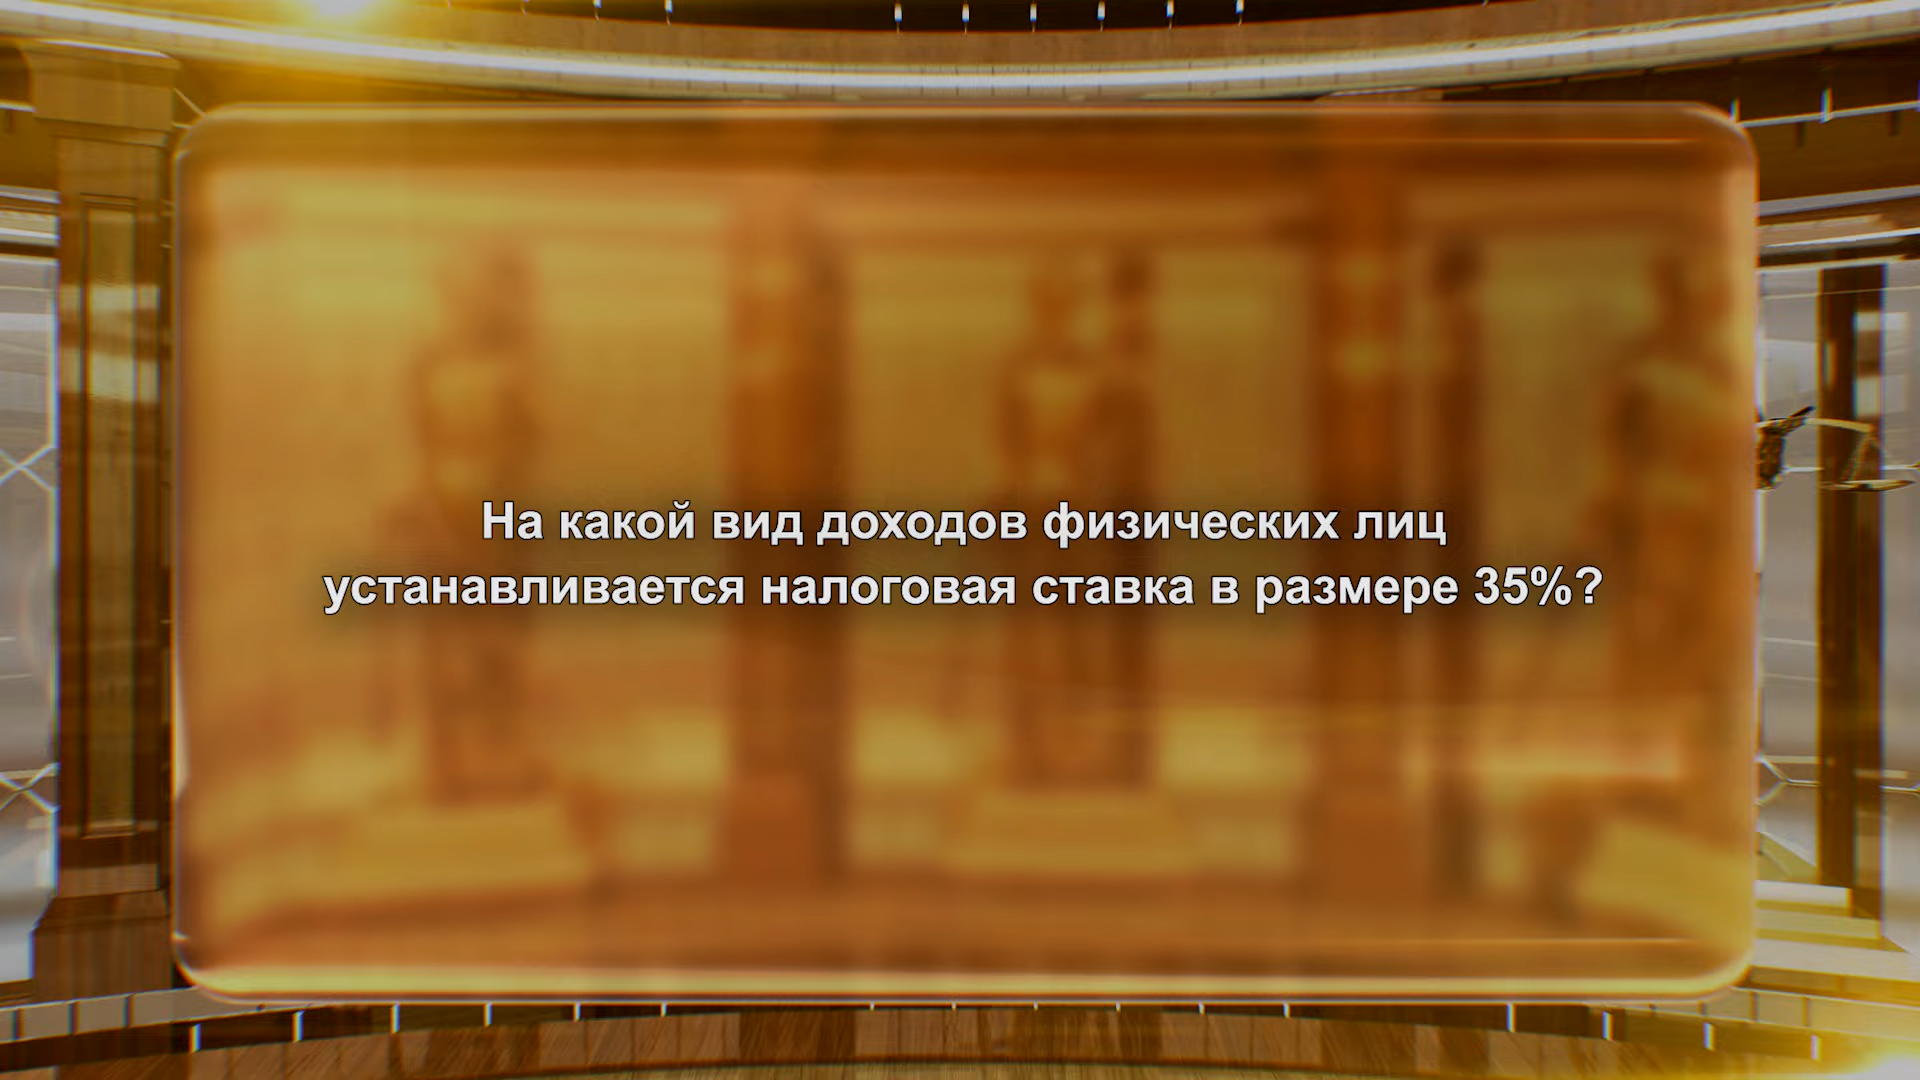 На какой вид доходов физических лиц
устанавливается налоговая ставка в размере 35%?